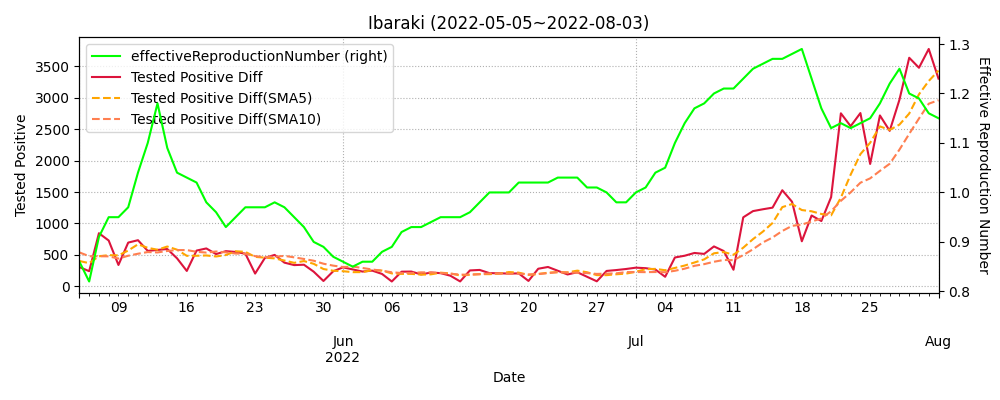 Ibaraki (2022-05-05~2022-08-03)
effectiveReproductionNumber (right)
Tested Positive Diff
Tested Positive Diff(SMA5)
Tested Positive Diff(SMA10)
Tested Positive
3500
3000
2500
2000
1500
1000
500
0
1.3
1.2
1.1
1.0
0.9
0.8
Effective Reproduction Number
09 16 23 30 06 13 20 27 04 11 18 25
Jun Jul Aug
2022
Date